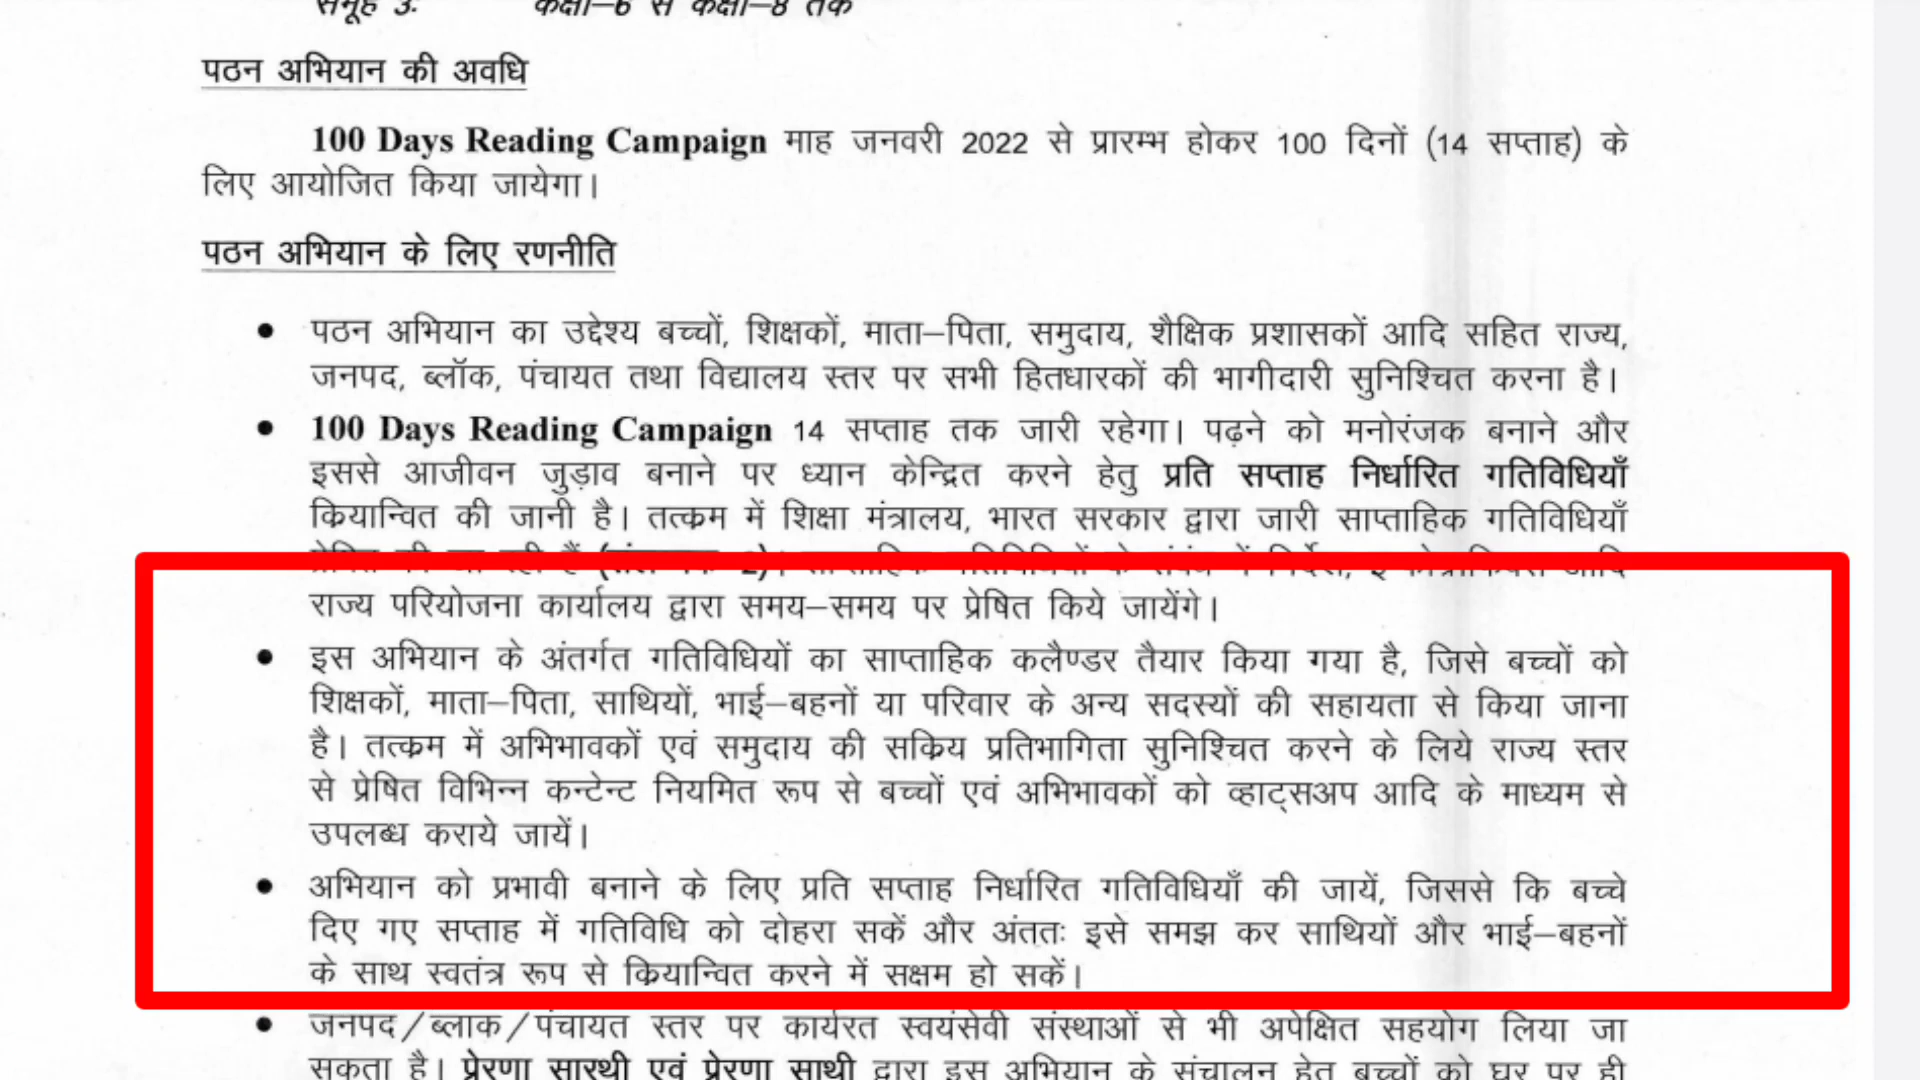 समूह 3: कक्षा–6 से कक्षा–8 तक
पठन अभियान की अवधि
100 Days Reading Campaign माह जनवरी 2022 से प्रारम्भ होकर 100 दिनों (14 सप्ताह) के
लिए आयोजित किया जायेगा।
पठन अभियान के लिए रणनीति
• पठन अभियान का उद्देश्य बच्चों, शिक्षकों, माता–पिता, समुदाय, शैक्षिक प्रशासकों आदि सहित राज्य,
जनपद, ब्लॉक, पंचायत तथा विद्यालय स्तर पर सभी हितधारकों की भागीदारी सुनिश्चित करना है।
• 100 Days Reading Campaign 14 सप्ताह तक जारी रहेगा। पढ़ने को मनोरंजक बनाने और
इससे आजीवन जुड़ाव बनाने पर ध्यान केन्द्रित करने हेतु प्रति सप्ताह निर्धारित गतिविधियाँ
क्रियान्वित की जानी है। तत्क्रम में शिक्षा मंत्रालय, भारत सरकार द्वारा जारी साप्ताहिक गतिविधियाँ
राज्य परियोजना कार्यालय द्वारा समय–समय पर प्रेषित किये जायेंगे।
• इस अभियान के अंतर्गत गतिविधियों का साप्ताहिक कलैण्डर तैयार किया गया है, जिसे बच्चों को
शिक्षकों, माता–पिता, साथियों, भाई–बहनों या परिवार के अन्य सदस्यों की सहायता से किया जाना
है। तत्क्रम में अभिभावकों एवं समुदाय की सक्रिय प्रतिभागिता सुनिश्चित करने के लिये राज्य स्तर
से प्रेषित विभिन्न कन्टेन्ट नियमित रूप से बच्चों एवं अभिभावकों को व्हाट्सअप आदि के माध्यम से
उपलब्ध कराये जायें।
• अभियान को प्रभावी बनाने के लिए प्रति सप्ताह निर्धारित गतिविधियाँ की जायें, जिससे कि बच्चे
दिए गए सप्ताह में गतिविधि को दोहरा सकें और अंततः इसे समझ कर साथियों और भाई–बहनों
के साथ स्वतंत्र रूप से क्रियान्वित करने में सक्षम हो सकें।
• जनपद/ब्लाक/पंचायत स्तर पर कार्यरत स्वयंसेवी संस्थाओं से भी अपेक्षित सहयोग लिया जा
सकता है। प्रेरणा सारथी एवं प्रेरणा साथी द्वारा इस अभियान के संचालन हेतु बच्चों को घर पर ही